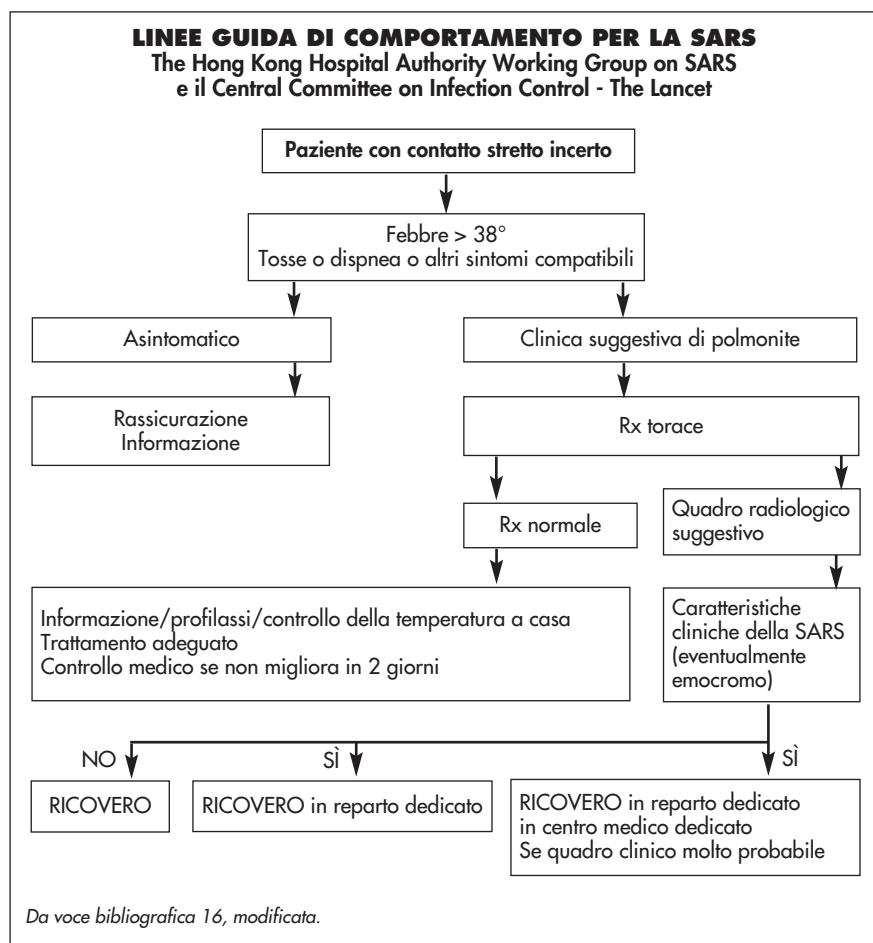 LINEE GUIDA DI COMPORTAMENTO PER LA SARS
The Hong Kong Hospital Authority Working Group on SARS
e il Central Committee on Infection Control - The Lancet
Paziente con contatto stretto incerto
Febbre > 38°
Tosse o dispnea o altri sintomi compatibili
Asintomatico
Clinica suggestiva di polmonite
Rassicurazione
Informazione
Rx torace
Rx normale
Quadro radiologico
suggestivo
Informazione/profilassi/controllo della temperatura a casa
Trattamento adeguato
Controllo medico se non migliora in 2 giorni
Caratteristiche
cliniche della SARS
(eventualmente
emocromo)
NO
SÌ
SÌ
RICOVERO
RICOVERO in reparto dedicato
RICOVERO in reparto dedicato
in centro medico dedicato
Se quadro clinico molto probabile
Da voce bibliografica 16, modificata.